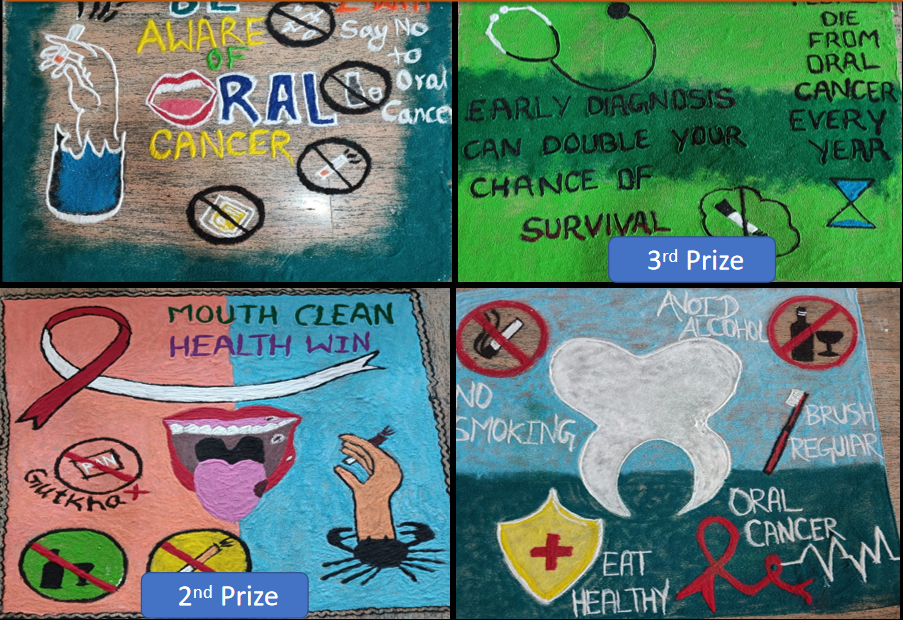 BE
AWARE
OF
ORAL
CANCER
Say No
to
Oral
Cancer
DIE
FROM
ORAL
CANCER
EVERY
YEAR
EARLY DIAGNOSIS
CAN DOUBLE YOUR
CHANCE OF
SURVIVAL
3rd Prize
MOUTH CLEAN
HEALTH WIN
PAN
Gutkha
2nd Prize
AVOID
ALCOHOL
NO
SMOKING
BRUSH
REGULAR
ORAL
CANCER
EAT
HEALTHY